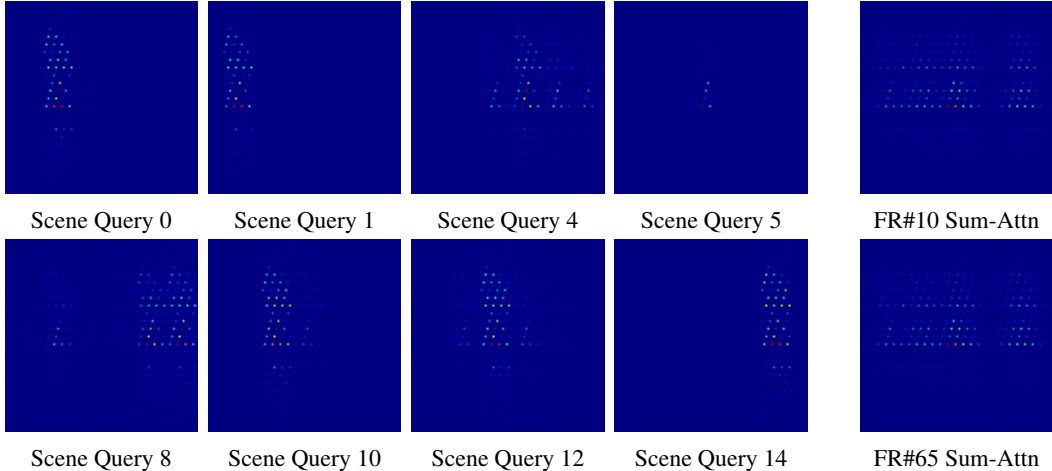 Scene Query 0 Scene Query 1 Scene Query 4 Scene Query 5 FR#10 Sum-Attn
Scene Query 8 Scene Query 10 Scene Query 12 Scene Query 14 FR#65 Sum-Attn